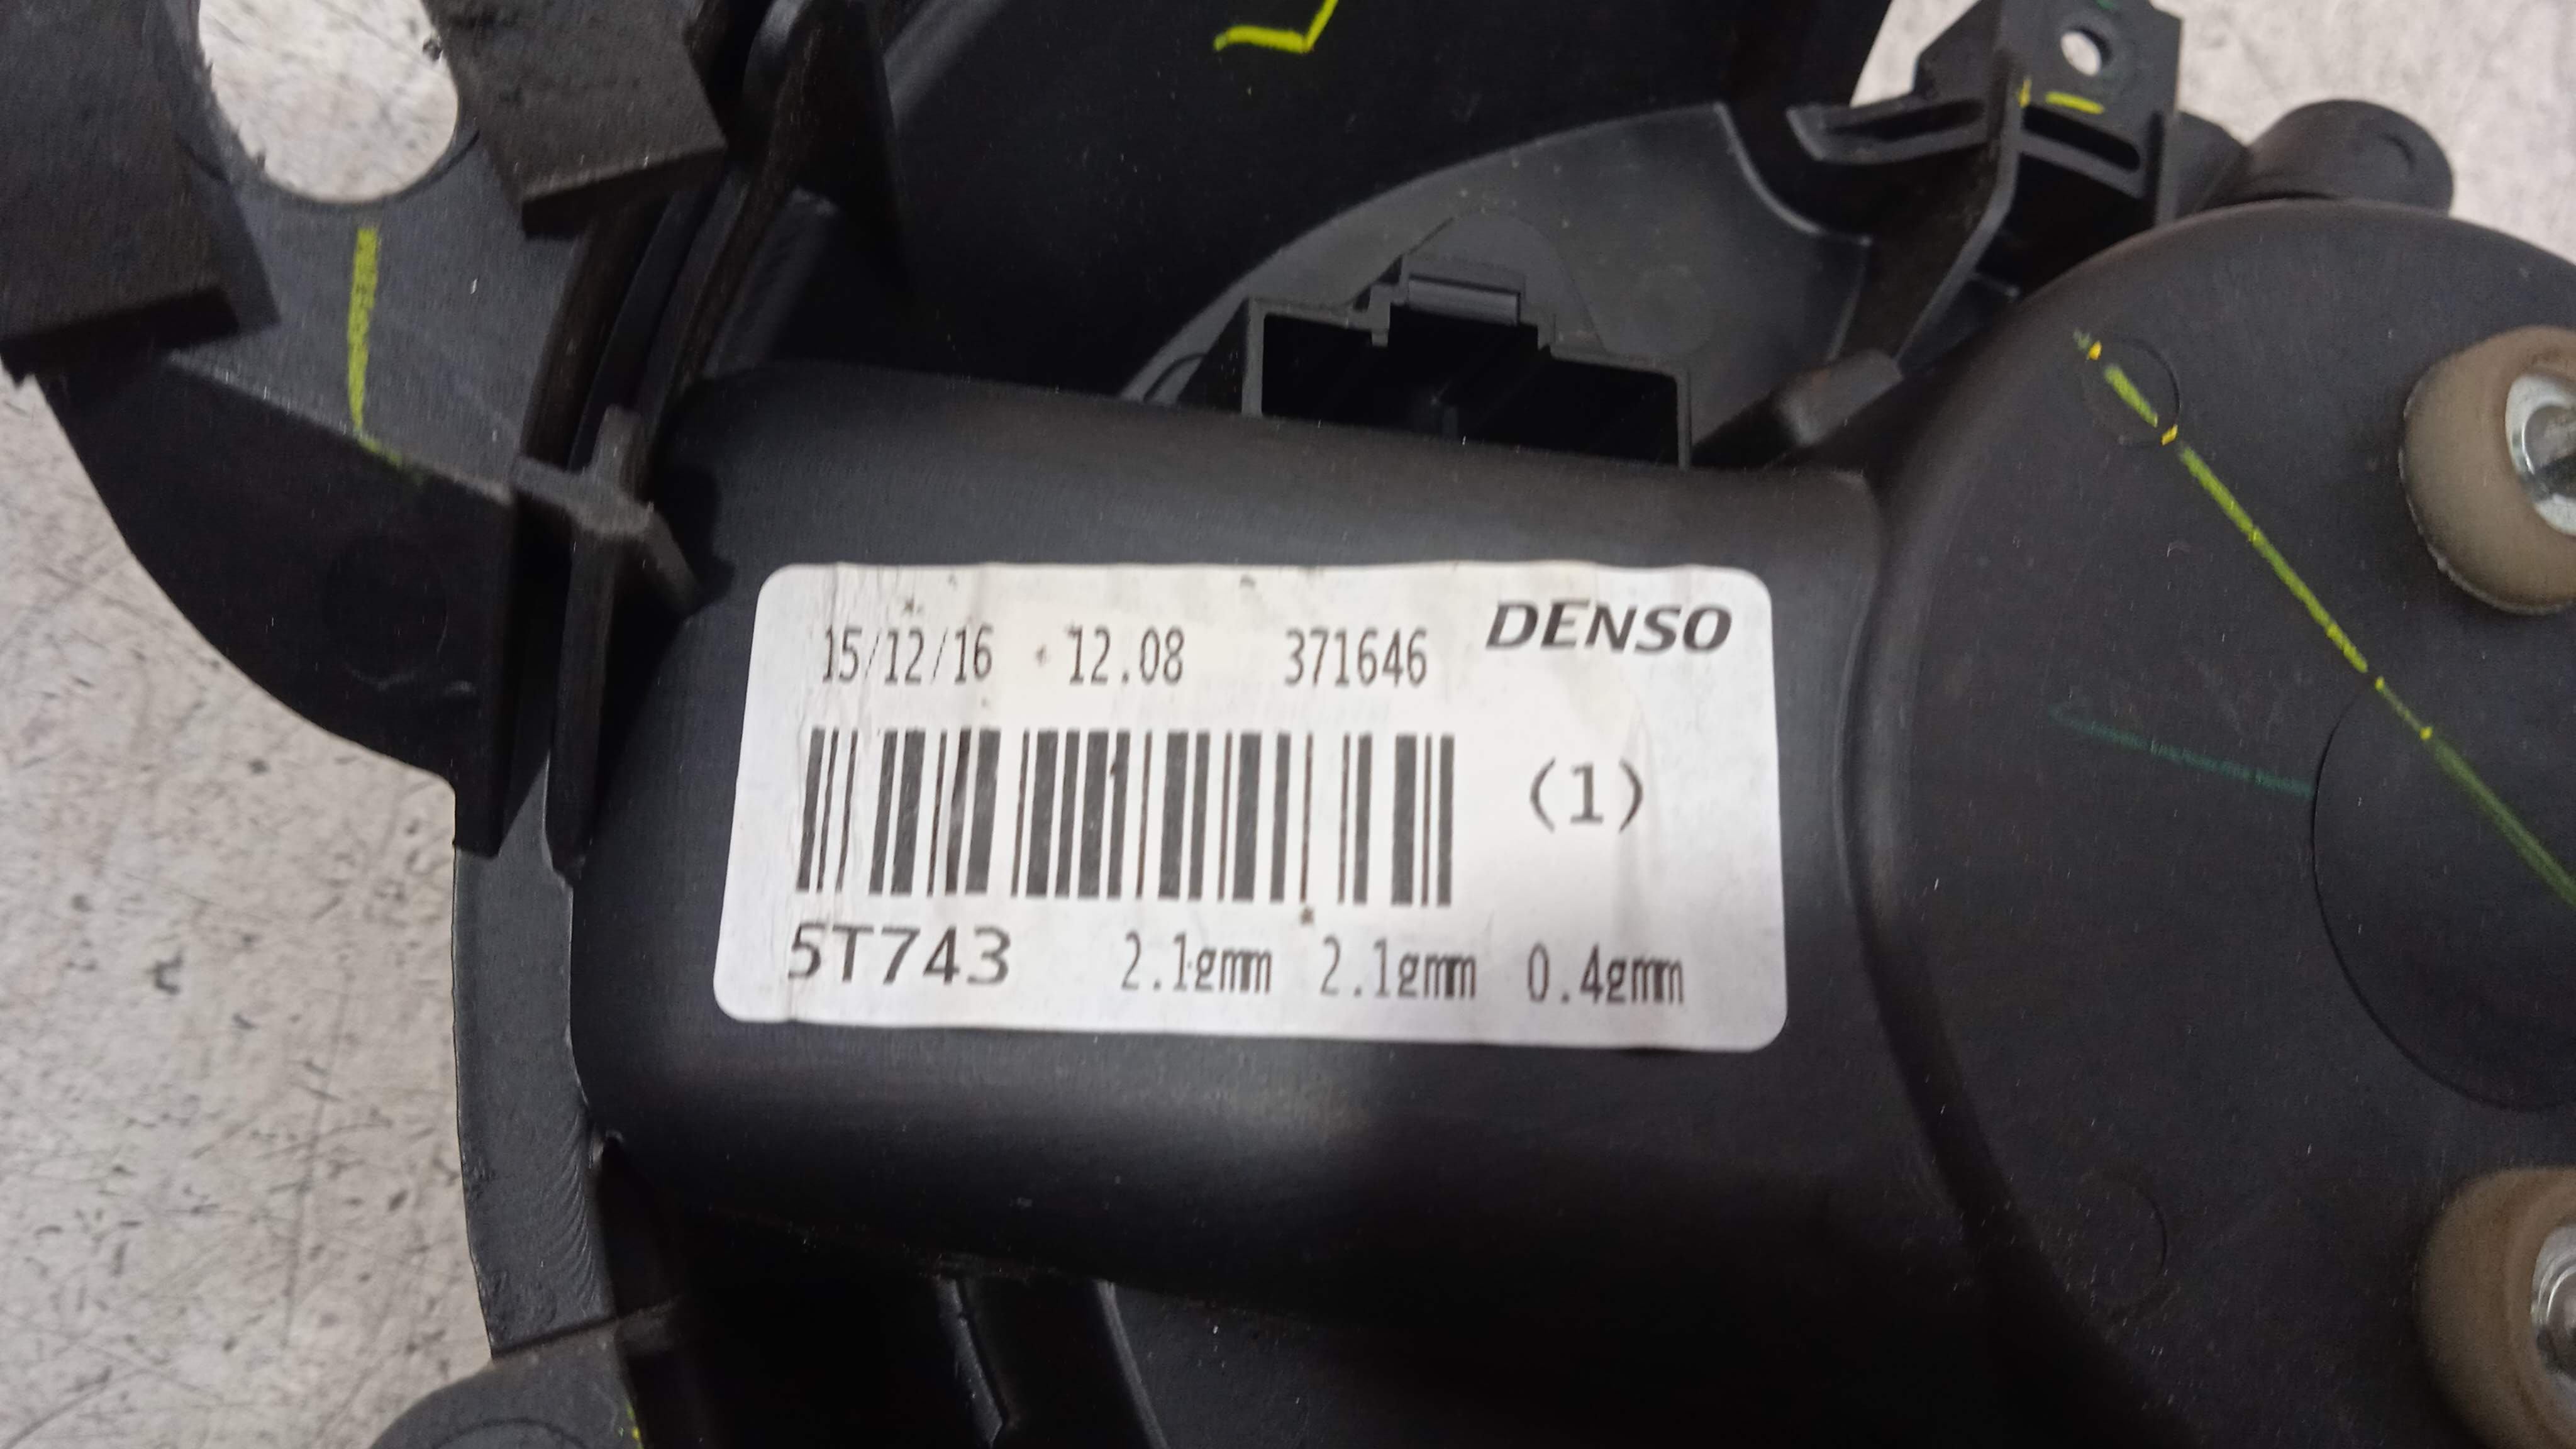 15/12/16 12.08 371646 DENSO
(1)
5T743 2.1gmm 2.1gmm 0.4gmm